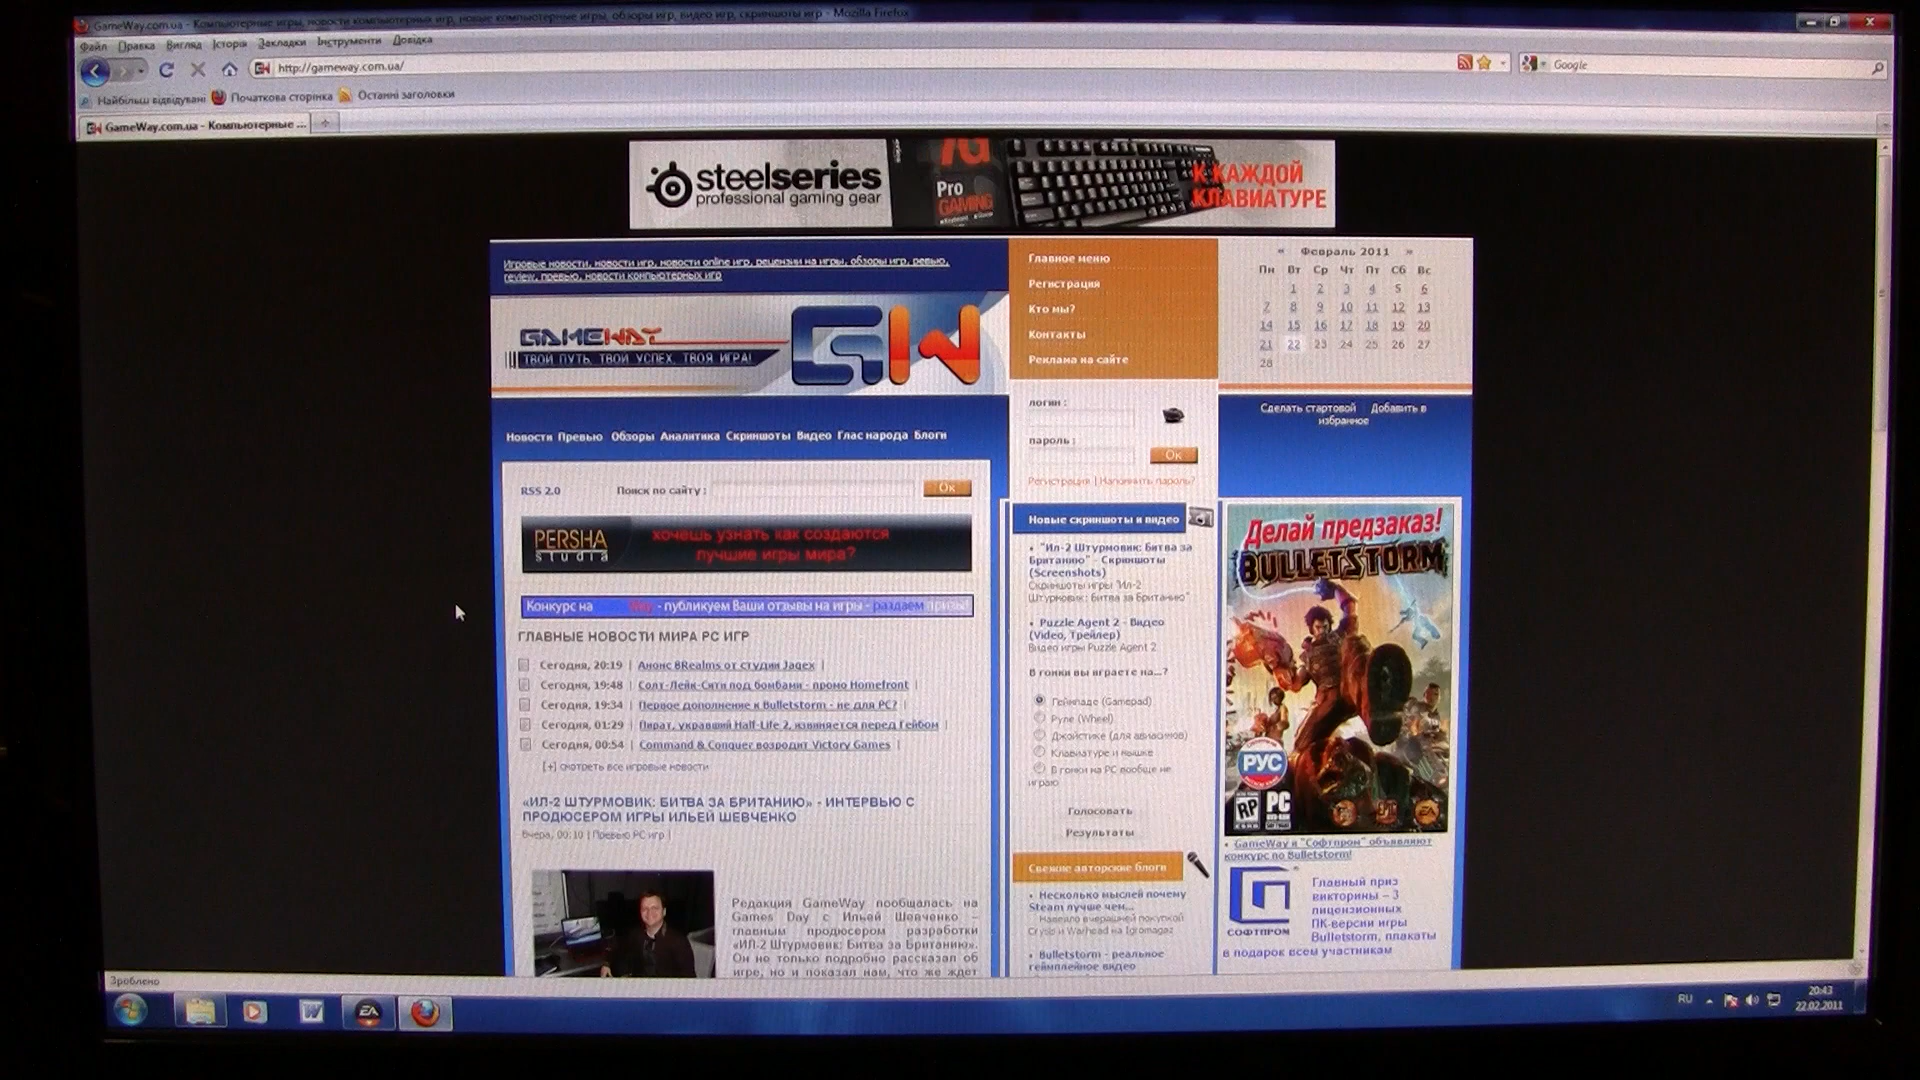 GameWay.com.ua - Компьютерные игры, новости компьютерных игр, новые компьютерные игры, обзоры игр, видео игр, скриншоты игр - Mozilla Firefox
Файл Правка Вигляд Історія Закладки Інструменти Довідка
http://gameway.com.ua/
Google
Найбільш відвідувані Початкова сторінка Останні заголовки
GameWay.com.ua - Компьютерные ...
steelseries
professional gaming gear
7G
Pro
GAMING
К КАЖДОЙ
КЛАВИАТУРЕ
Игровые новости, новости игр, новости online игр, рецензии на игры, обзоры игр, ревью,
review, превью, новости компьютерных игр
GAMEWAY
ТВОЙ ПУТЬ. ТВОЙ УСПЕХ. ТВОЯ ИГРА!
GW
Главное меню
Регистрация
Кто мы?
Контакты
Реклама на сайте
« Февраль 2011 »
Пн Вт Ср Чт Пт Сб Вс
1 2 3 4 5 6
7 8 9 10 11 12 13
14 15 16 17 18 19 20
21 22 23 24 25 26 27
28
логин :
пароль :
Ок
Регистрация | Напомнить пароль?
Сделать стартовой Добавить в
избранное
Новости Превью Обзоры Аналитика Скриншоты Видео Глас народа Блоги
RSS 2.0 Поиск по сайту : Ок
PERSHA
studia
хочешь узнать как создаются
лучшие игры мира?
Конкурс на Way - публикуем Ваши отзывы на игры - раздаем призы!
ГЛАВНЫЕ НОВОСТИ МИРА PC ИГР
Сегодня, 20:19 | Анонс 8Realms от студии Jagex |
Сегодня, 19:48 | Солт-Лейк-Сити под бомбами - промо Homefront |
Сегодня, 19:34 | Первое дополнение к Bulletstorm - не для PC? |
Сегодня, 01:29 | Пират, укравший Half-Life 2, извиняется перед Гейбом |
Сегодня, 00:54 | Command & Conquer возродит Victory Games |
[+] смотреть все игровые новости
«ИЛ-2 ШТУРМОВИК: БИТВА ЗА БРИТАНИЮ» - ИНТЕРВЬЮ С
ПРОДЮСЕРОМ ИГРЫ ИЛЬЕЙ ШЕВЧЕНКО
Вчера, 00:10 | Превью PC игр |
Редакция GameWay пообщалась на
Games Day с Ильей Шевченко –
главным продюсером разработки
«ИЛ-2 Штурмовик: Битва за Британию».
Он не только подробно рассказал об
игре, но и показал нам, что же ждет
Новые скриншоты и видео
• "Ил-2 Штурмовик: Битва за
Британию" - Скриншоты
(Screenshots)
Скриншоты игры "Ил-2
Штурмовик: Битва за Британию"
• Puzzle Agent 2 - Видео
(Video, Трейлер)
Видео игры Puzzle Agent 2
В гонки вы играете на...?
Геймпаде (Gamepad)
Руле (Wheel)
Джойстике (для авиасимов)
Клавиатуре и мышке
В гонки на PC вообще не
играю
Голосовать
Результаты
Свежие авторские блоги
• Несколько мыслей почему
Steam лучше чем...
Навеяло вчерашней покупкой
Crysis и Warhead на Igromagaz
• Bulletstorm - реальное
геймплейное видео
Делай предзаказ!
BULLETSTORM
РУС
RP
PC
EA
• GameWay и "Софтпром" объявляют
конкурс по Bulletstorm!
СОФТПРОМ
Главный приз
викторины – 3
лицензионных
ПК-версии игры
Bulletstorm, плакаты
в подарок всем участникам
Зроблено
W
EA
RU
20:43
22.02.2011